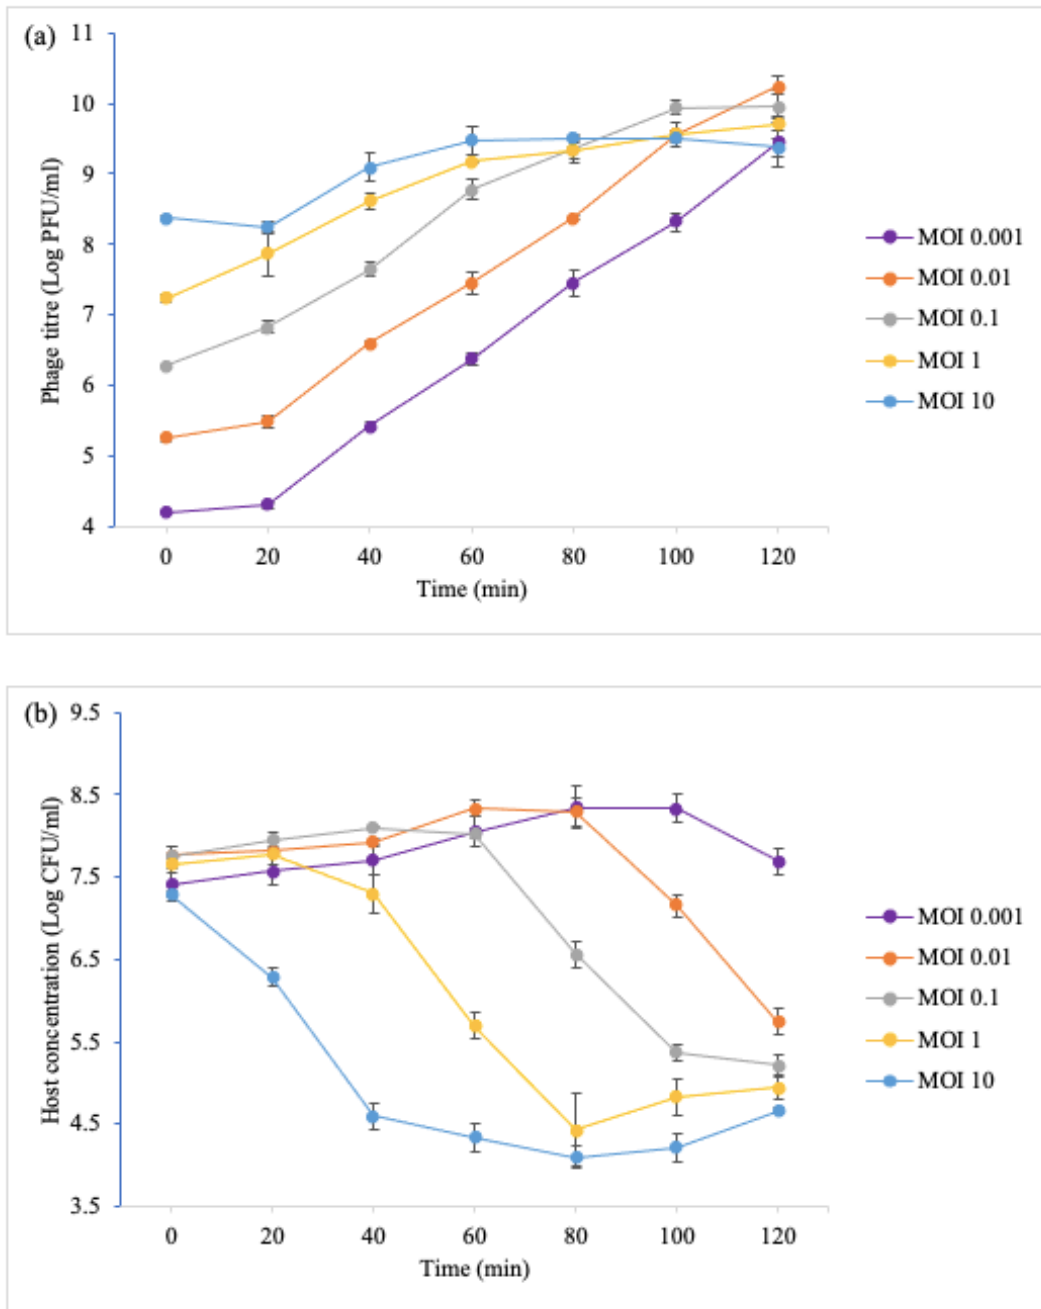 (a)
Phage titre (Log PFU/ml)
11
10
9
8
7
6
5
4
0 20 40 60 80 100 120
Time (min)
MOI 0.001
MOI 0.01
MOI 0.1
MOI 1
MOI 10
(b)
Host concentration (Log CFU/ml)
9.5
8.5
7.5
6.5
5.5
4.5
3.5
0 20 40 60 80 100 120
Time (min)
MOI 0.001
MOI 0.01
MOI 0.1
MOI 1
MOI 10